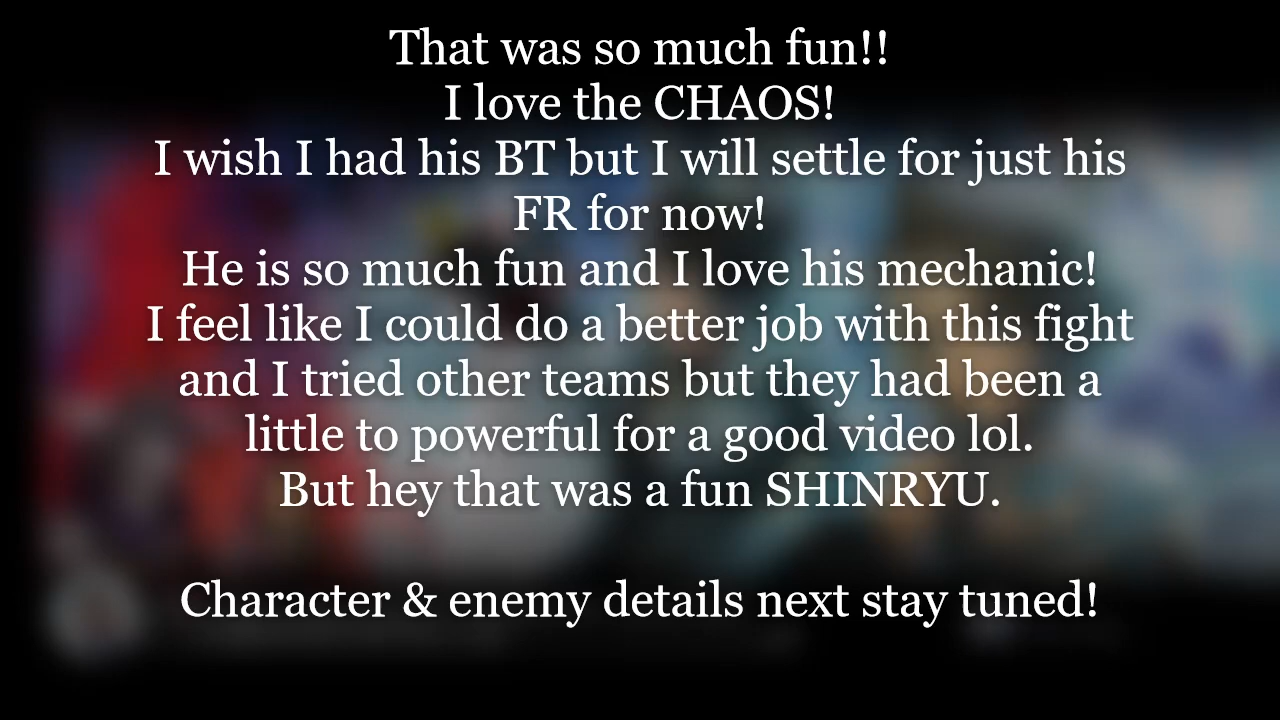 That was so much fun!!
I love the CHAOS!
I wish I had his BT but I will settle for just his
FR for now!
He is so much fun and I love his mechanic!
I feel like I could do a better job with this fight
and I tried other teams but they had been a
little to powerful for a good video lol.
But hey that was a fun SHINRYU.
Character & enemy details next stay tuned!